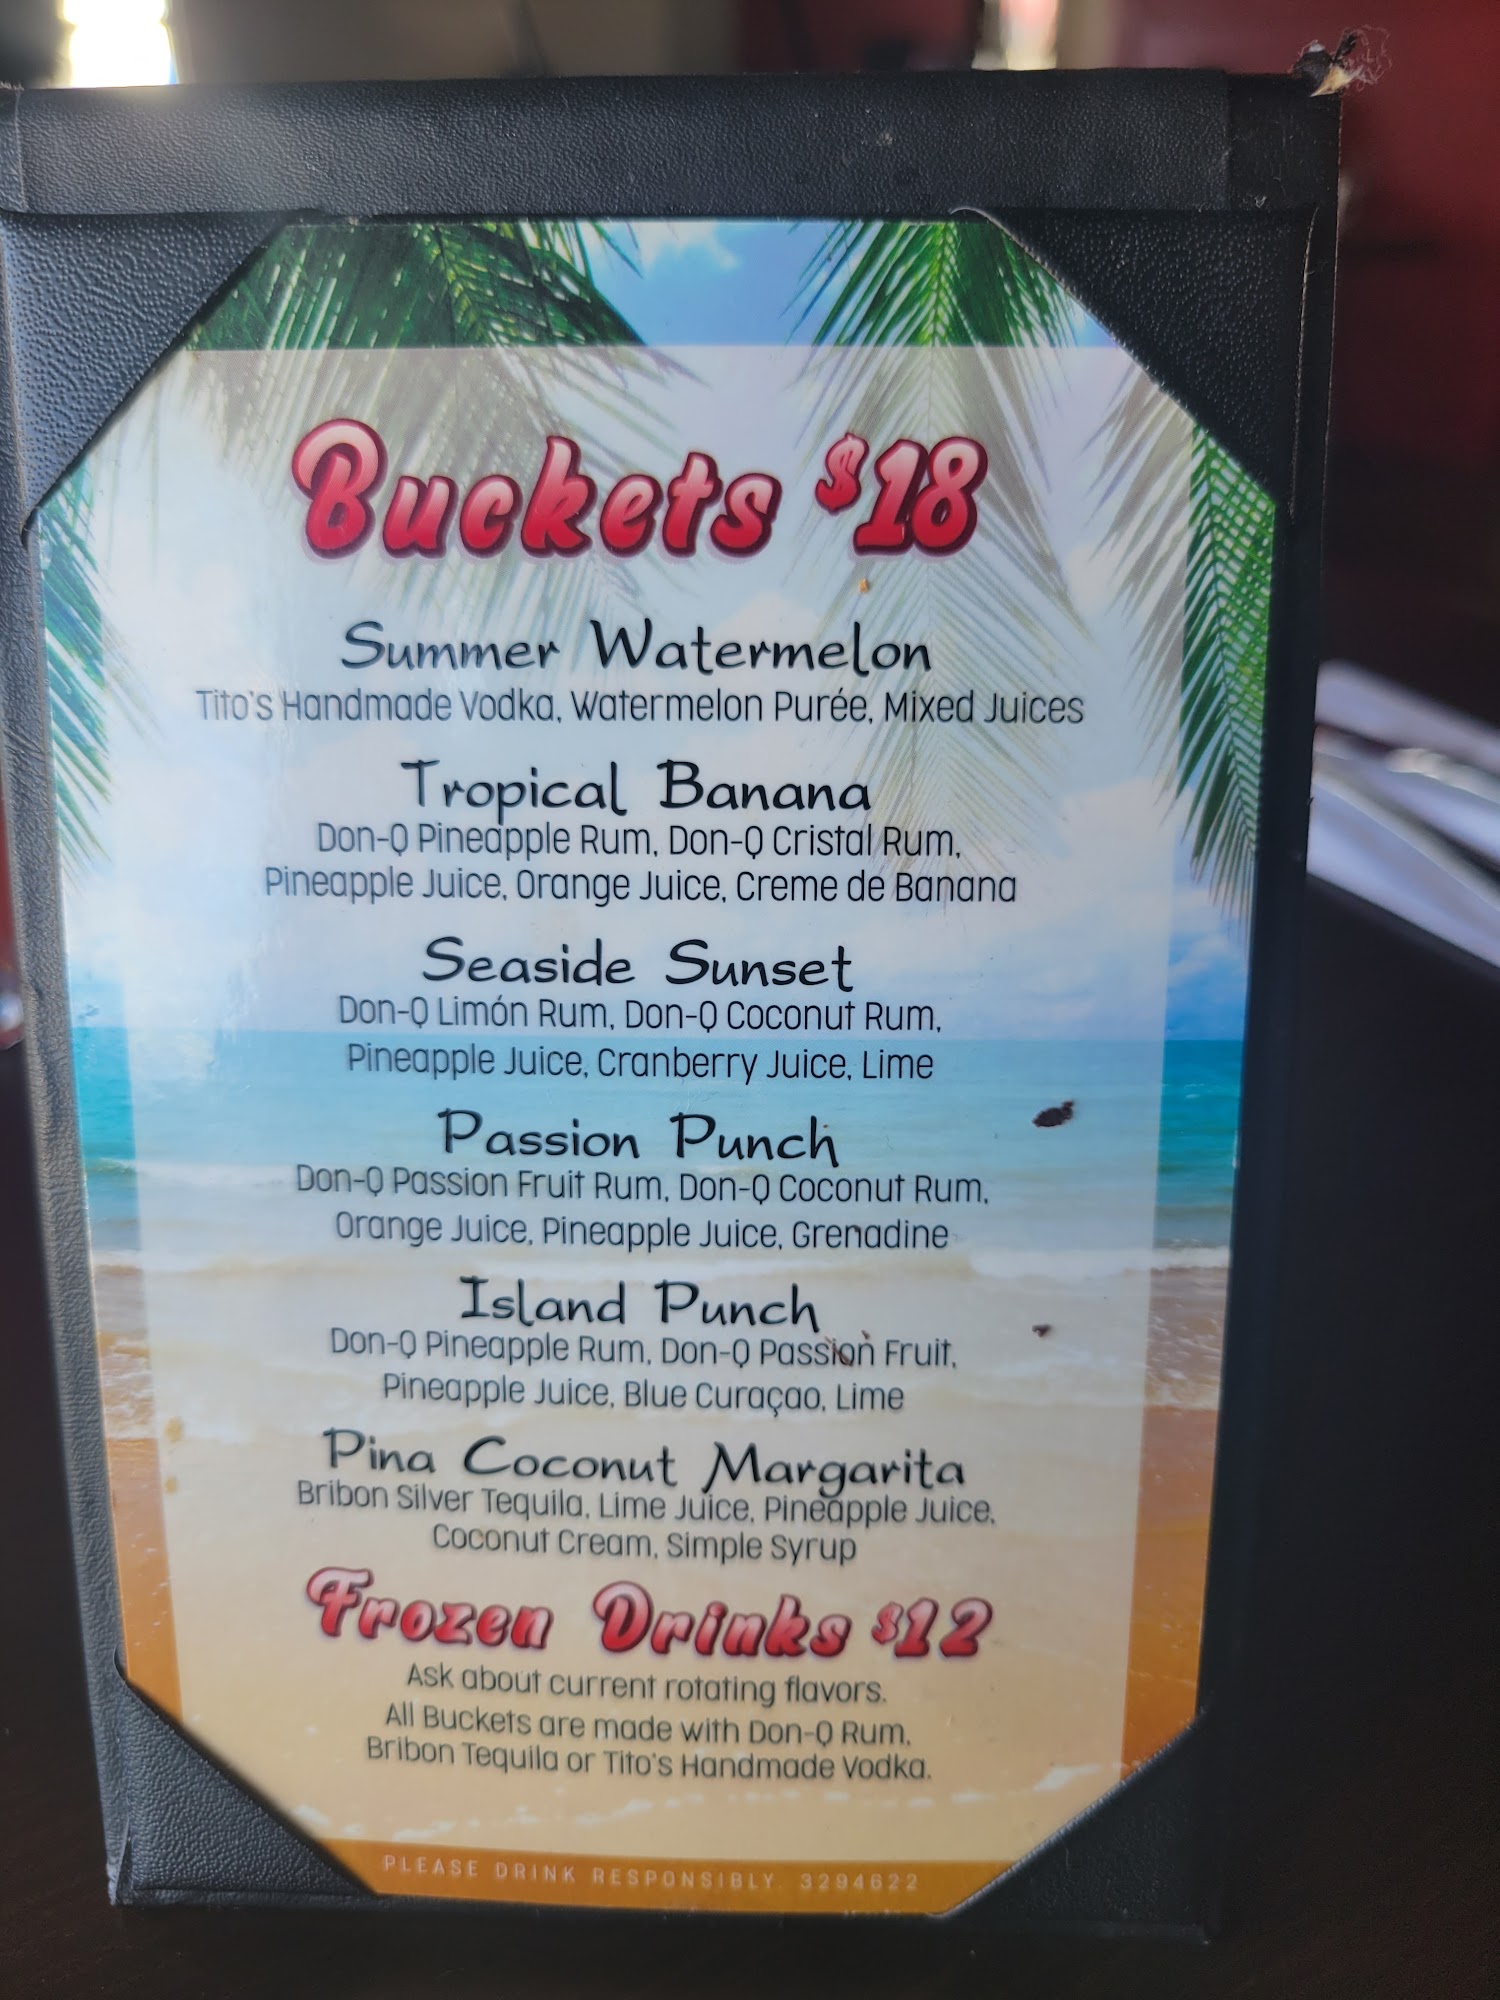 Buckets $18
Summer Watermelon
Tito's Handmade Vodka, Watermelon Purée, Mixed Juices
Tropical Banana
Don-Q Pineapple Rum, Don-Q Cristal Rum,
Pineapple Juice, Orange Juice, Creme de Banana
Seaside Sunset
Don-Q Limón Rum, Don-Q Coconut Rum,
Pineapple Juice, Cranberry Juice, Lime
Passion Punch
Don-Q Passion Fruit Rum, Don-Q Coconut Rum,
Orange Juice, Pineapple Juice, Grenadine
Island Punch
Don-Q Pineapple Rum, Don-Q Passion Fruit,
Pineapple Juice, Blue Curaçao, Lime
Pina Coconut Margarita
Bribon Silver Tequila, Lime Juice, Pineapple Juice,
Coconut Cream, Simple Syrup
Frozen Drinks $12
Ask about current rotating flavors.
All Buckets are made with Don-Q Rum,
Bribon Tequila or Tito's Handmade Vodka.
PLEASE DRINK RESPONSIBLY. 3294622